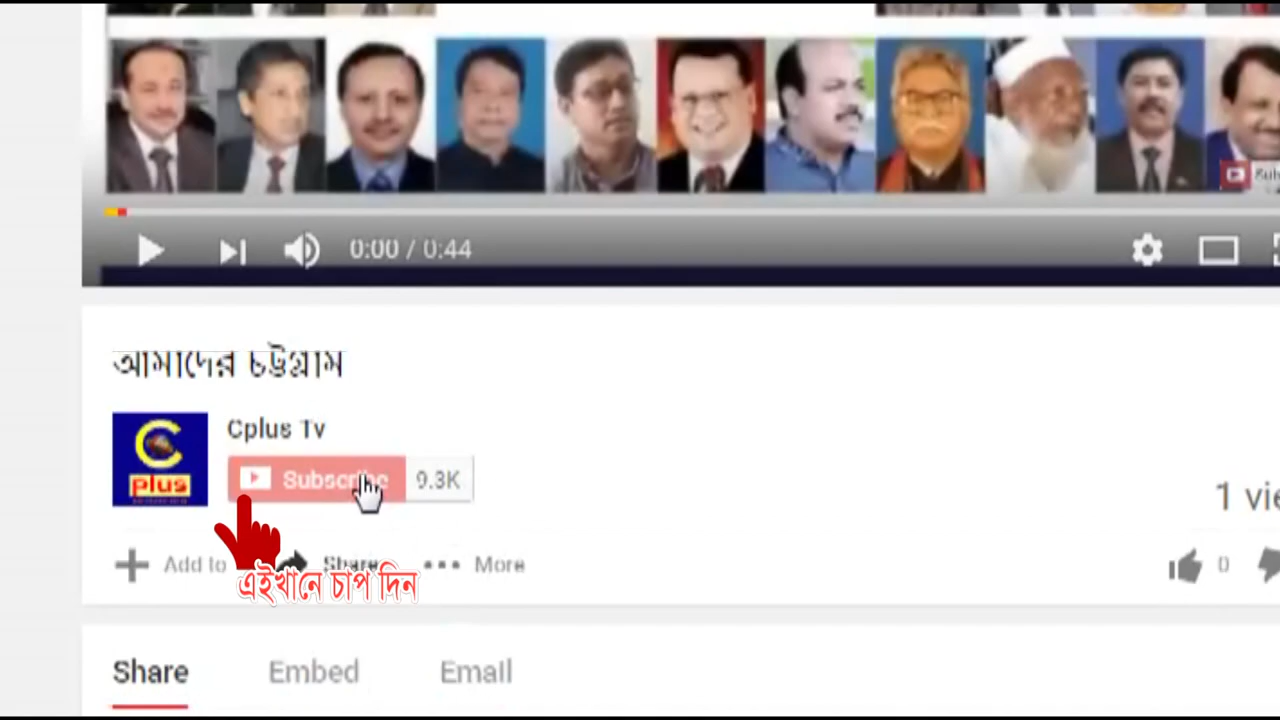 0:00 / 0:44
আমাদের চট্টগ্রাম
C
plus
Cplus Tv
Subscribe 9.3K
1 vie
Add to Share More
0
এইখানে চাপ দিন
Share Embed Email